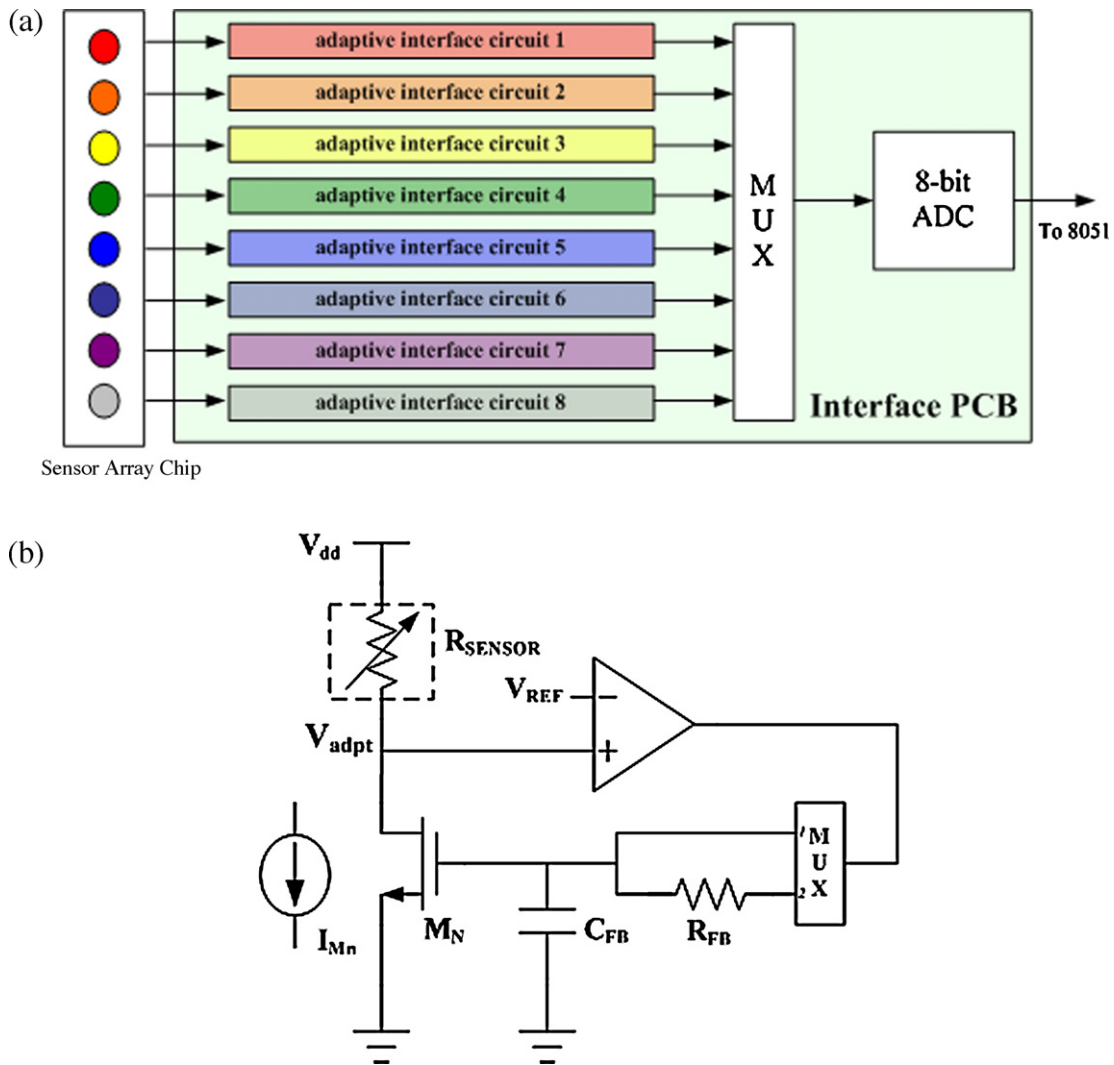 (a)
adaptive interface circuit 1
adaptive interface circuit 2
adaptive interface circuit 3
adaptive interface circuit 4
adaptive interface circuit 5
adaptive interface circuit 6
adaptive interface circuit 7
adaptive interface circuit 8
M
U
X
8-bit
ADC
To 8051
Interface PCB
Sensor Array Chip
(b)
Vdd
RSENSOR
VREF
−
Vadpt
+
1
M
U
X
2
IMn
MN
CFB
RFB